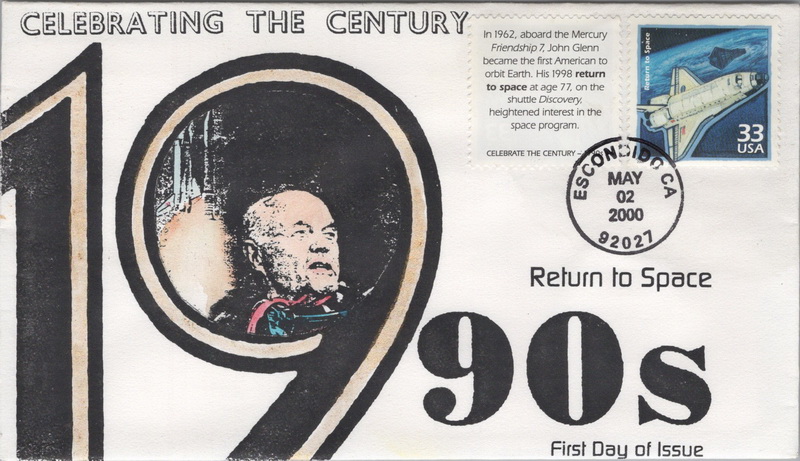 CELEBRATING THE CENTURY
In 1962, aboard the Mercury
Friendship 7, John Glenn
became the first American to
orbit Earth. His 1998 return
to space at age 77, on the
shuttle Discovery,
heightened interest in the
space program.
CELEBRATE THE CENTURY
Return to Space
33
USA
ESCONDIDO CA
MAY
02
2000
92027
Return to Space
1990s
First Day of Issue